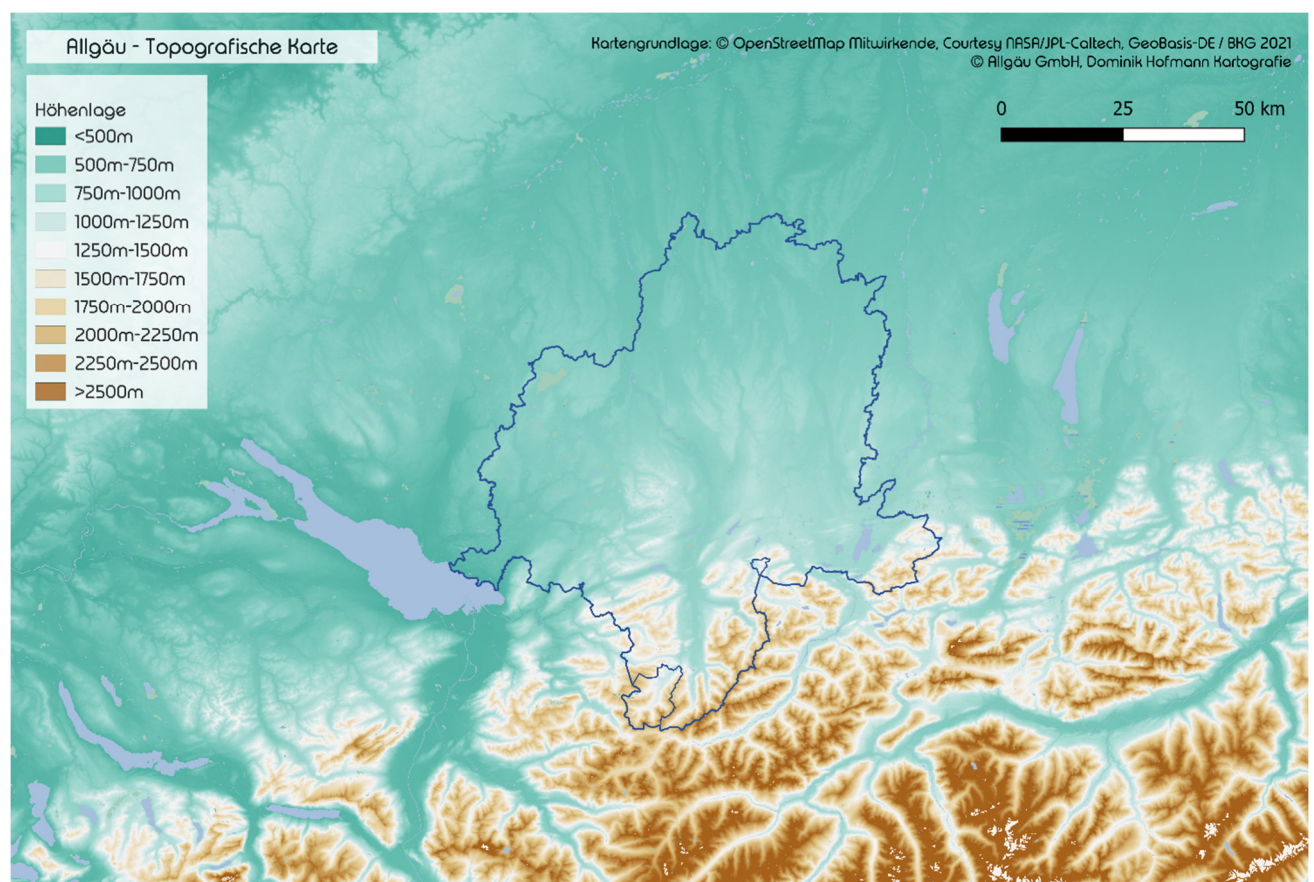 Allgäu - Topografische Karte
Kartengrundlage: © OpenStreetMap Mitwirkende, Courtesy NASA/JPL-Caltech, GeoBasis-DE / BKG 2021
© Allgäu GmbH, Dominik Hofmann Kartografie
0 25 50 km
Höhenlage
<500m
500m-750m
750m-1000m
1000m-1250m
1250m-1500m
1500m-1750m
1750m-2000m
2000m-2250m
2250m-2500m
>2500m